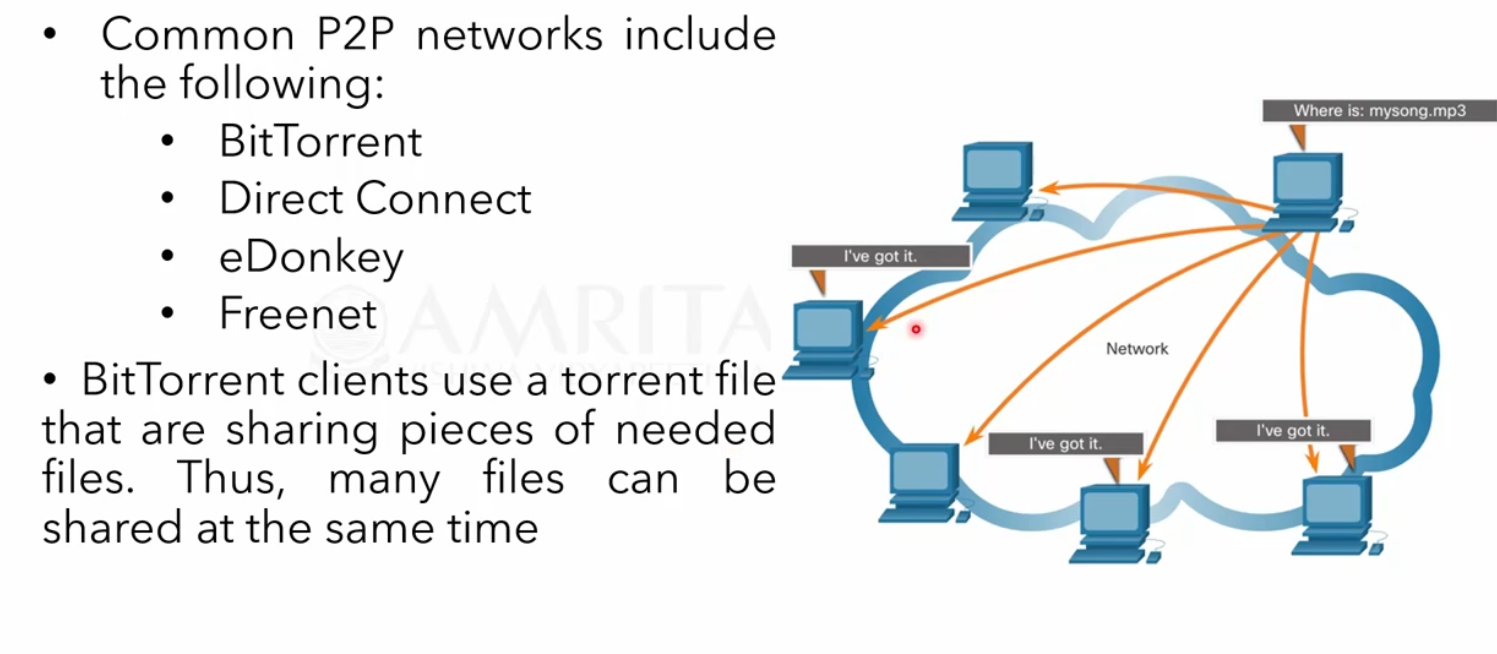 • Common P2P networks include
the following:
• BitTorrent
• Direct Connect
• eDonkey
• Freenet
• BitTorrent clients use a torrent file
that are sharing pieces of needed
files. Thus, many files can be
shared at the same time
AMRITA
Where is: mysong.mp3
I've got it.
Network
I've got it.
I've got it.